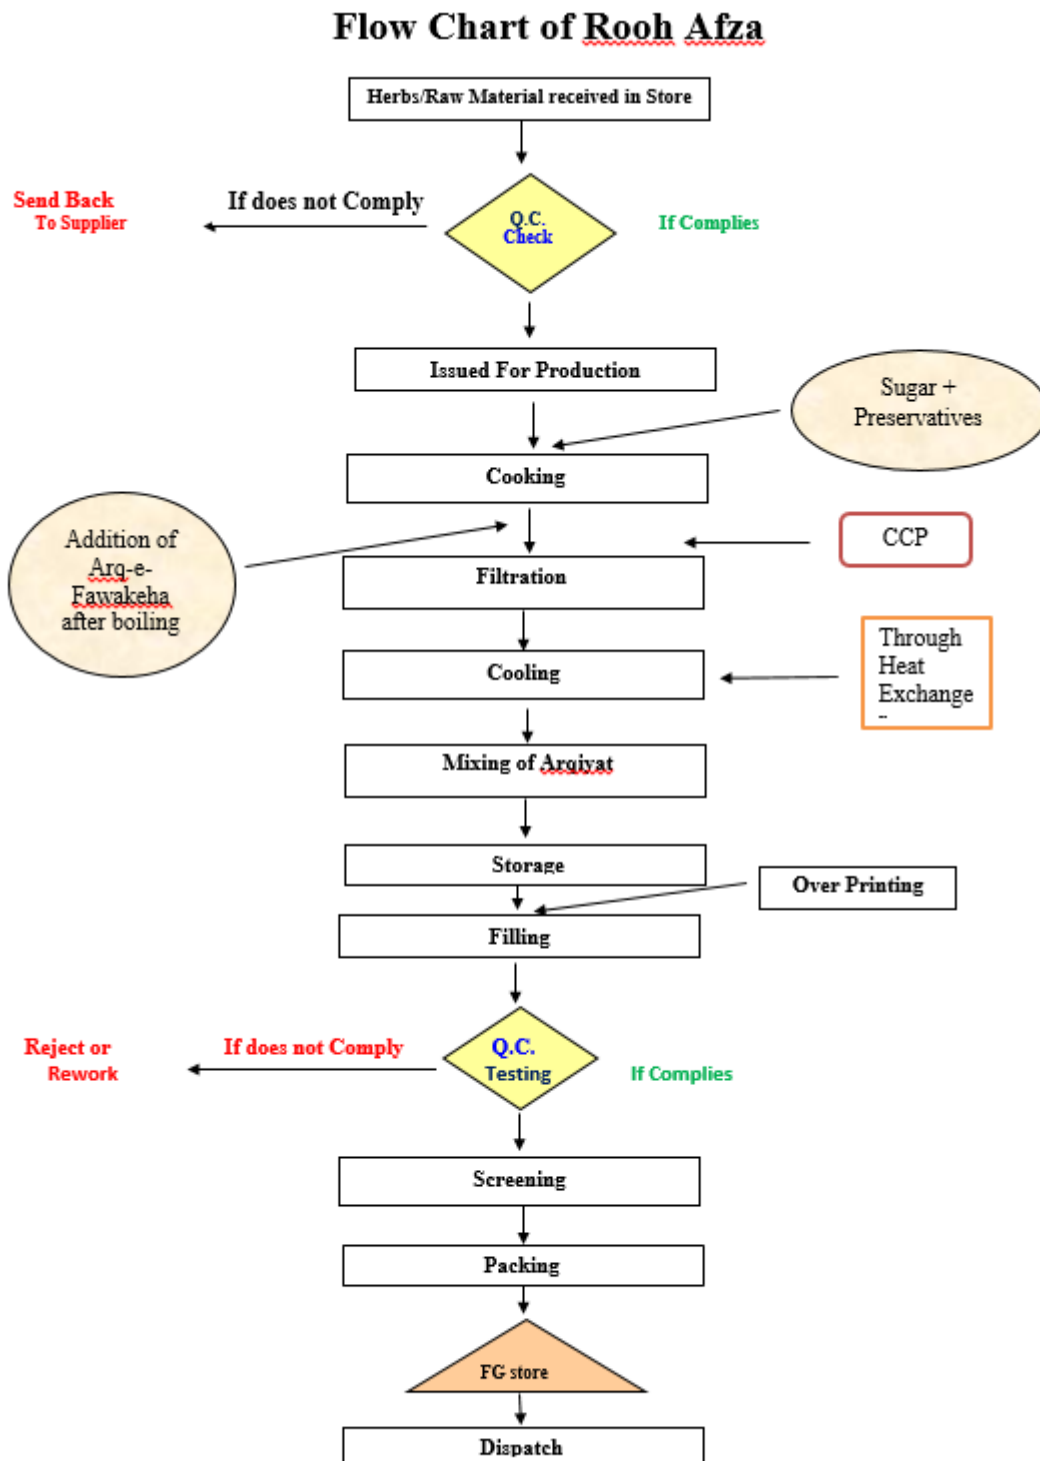 Flow Chart of Rooh Afza
Herbs/Raw Material received in Store
Send Back
To Supplier
If does not Comply
Q.C.
Check
If Complies
Issued For Production
Sugar +
Preservatives
Cooking
Addition of
Arq-e-
Fawakeha
after boiling
CCP
Filtration
Through
Heat
Exchange
Cooling
Mixing of Arqiyat
Storage
Over Printing
Filling
Reject or
Rework
If does not Comply
Q.C.
Testing
If Complies
Screening
Packing
FG store
Dispatch